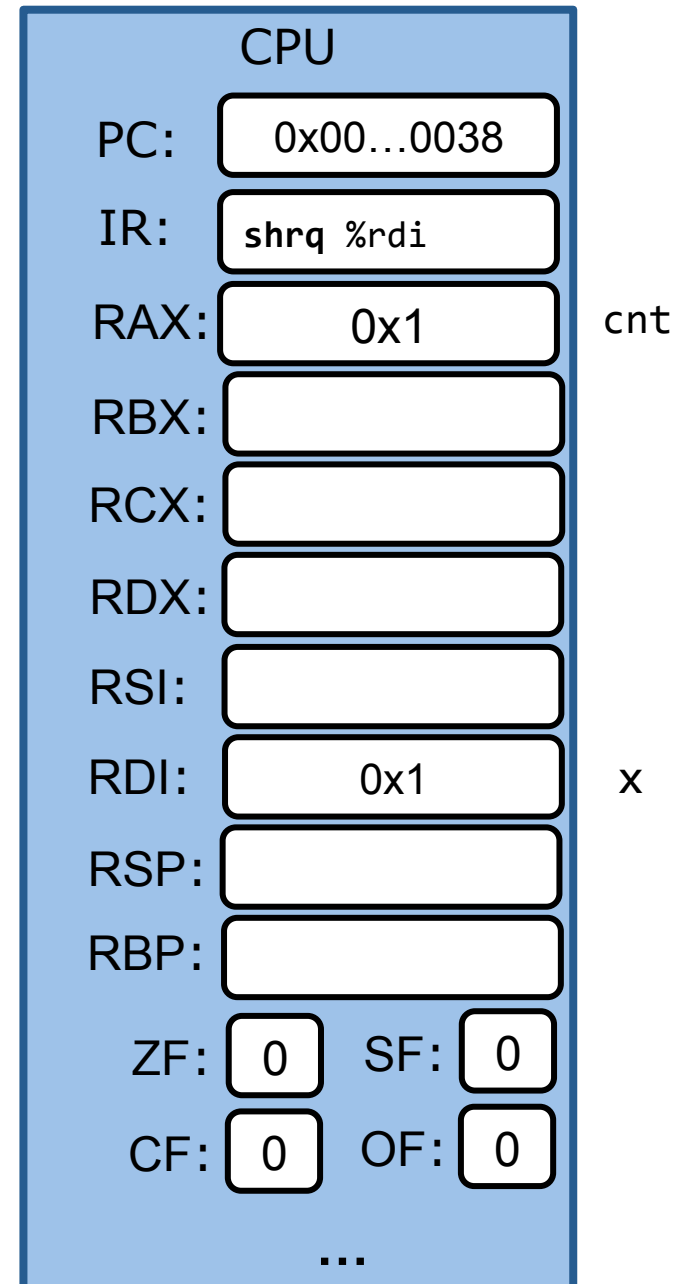 CPU
PC: 0x00...0038
IR: shrq %rdi
RAX: 0x1 cnt
RBX:
RCX:
RDX:
RSI:
RDI: 0x1 x
RSP:
RBP:
ZF: 0 SF: 0
CF: 0 OF: 0
...